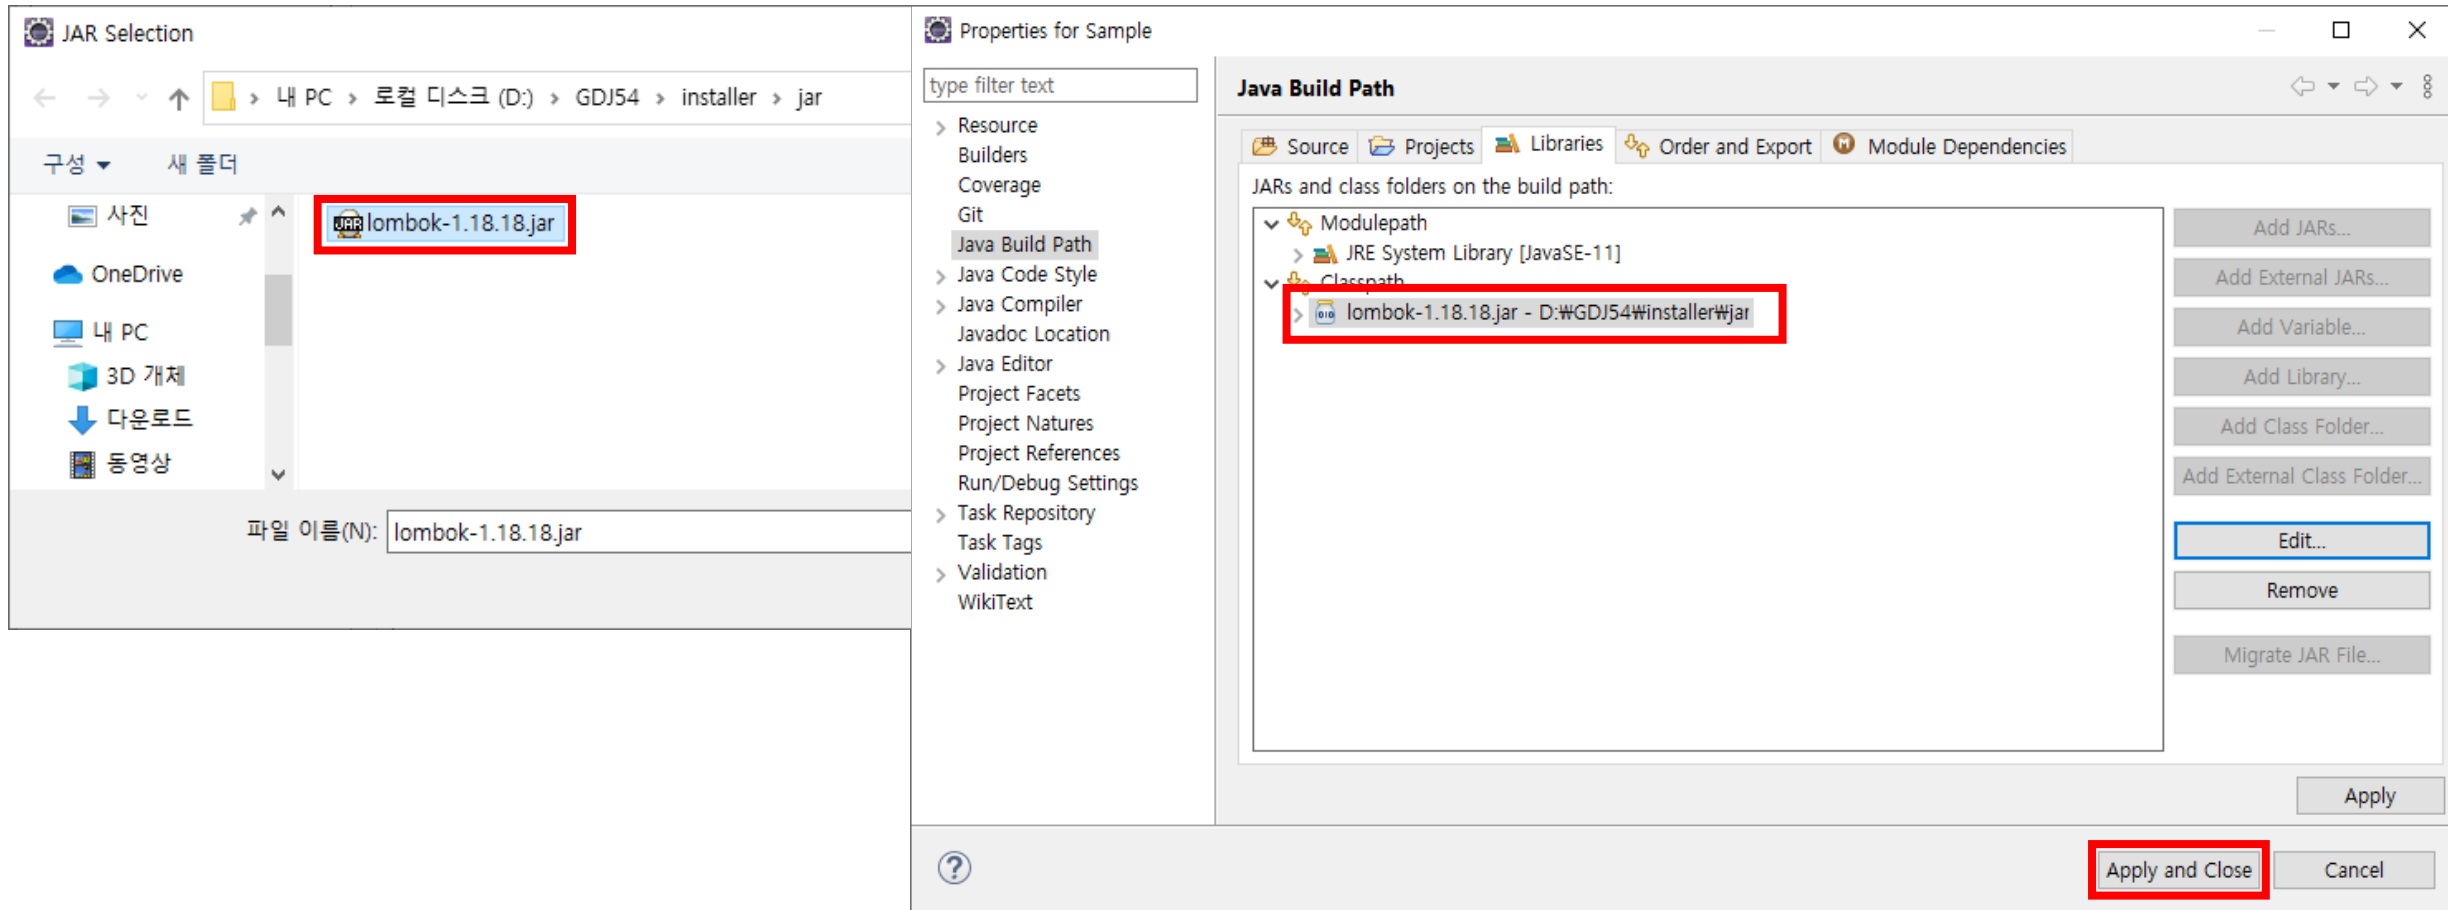 JAR Selection
내 PC > 로컬 디스크 (D:) > GDJ54 > installer > jar
구성
새 폴더
사진
OneDrive
내 PC
3D 개체
다운로드
동영상
lombok-1.18.18.jar
파일 이름(N): lombok-1.18.18.jar
Properties for Sample
type filter text
Resource
Builders
Coverage
Git
Java Build Path
Java Code Style
Java Compiler
Javadoc Location
Java Editor
Project Facets
Project Natures
Project References
Run/Debug Settings
Task Repository
Task Tags
Validation
WikiText
Java Build Path
Source
Projects
Libraries
Order and Export
Module Dependencies
JARs and class folders on the build path:
Modulepath
JRE System Library [JavaSE-11]
Classpath
lombok-1.18.18.jar - D:₩GDJ54₩installer₩jar
Add JARs...
Add External JARs...
Add Variable...
Add Library...
Add Class Folder...
Add External Class Folder...
Edit...
Remove
Migrate JAR File...
Apply
Apply and Close
Cancel